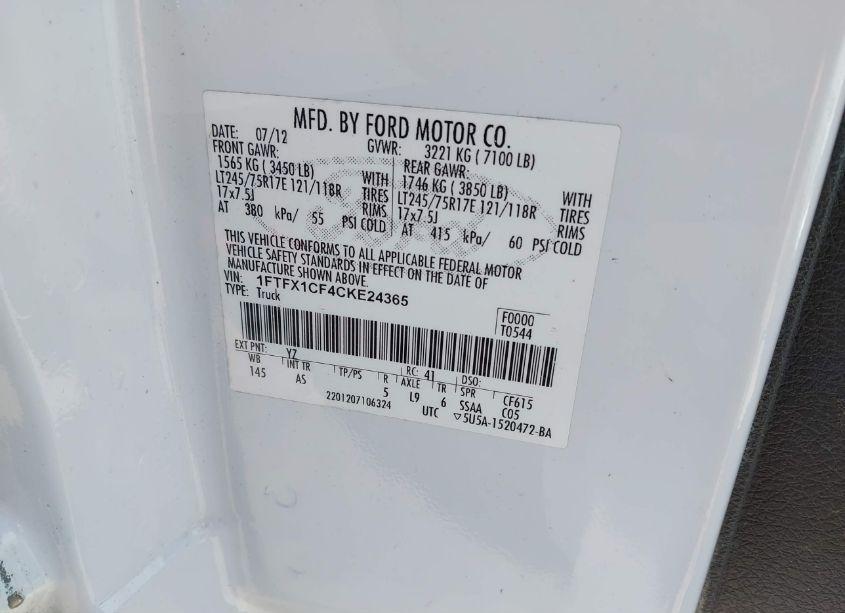 MFD. BY FORD MOTOR CO.
DATE: 07/12 GVWR: 3221 KG ( 7100 LB)
FRONT GAWR: REAR GAWR:
1565 KG ( 3450 LB) WITH 1746 KG ( 3850 LB) WITH
LT245/75R17E 121/118R TIRES LT245/75R17E 121/118R TIRES
17x7.5J RIMS 17x7.5J RIMS
AT 380 kPa/ 55 PSI COLD AT 415 kPa/ 60 PSI COLD
THIS VEHICLE CONFORMS TO ALL APPLICABLE FEDERAL MOTOR
VEHICLE SAFETY STANDARDS IN EFFECT ON THE DATE OF
MANUFACTURE SHOWN ABOVE.
VIN: 1FTFX1CF4CKE24365
TYPE: Truck
F0000
T0544
EXT PNT: YZ RC: 41 DSO:
WB INT TR TP/PS R AXLE TR SPR CF615
145 AS 5 L9 6 SSAA C05
2201207106324 UTC ▽5U5A-1520472-BA